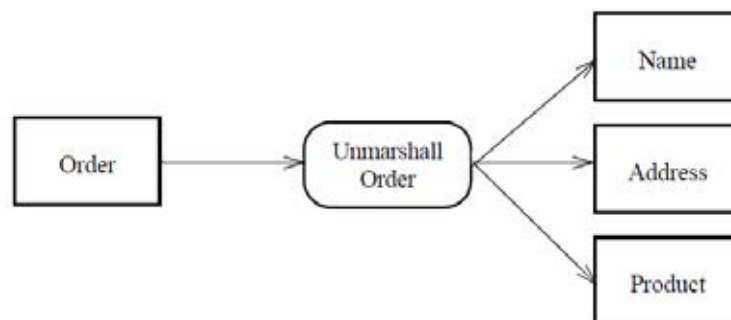 Order
Unmarshall
Order
Name
Address
Product